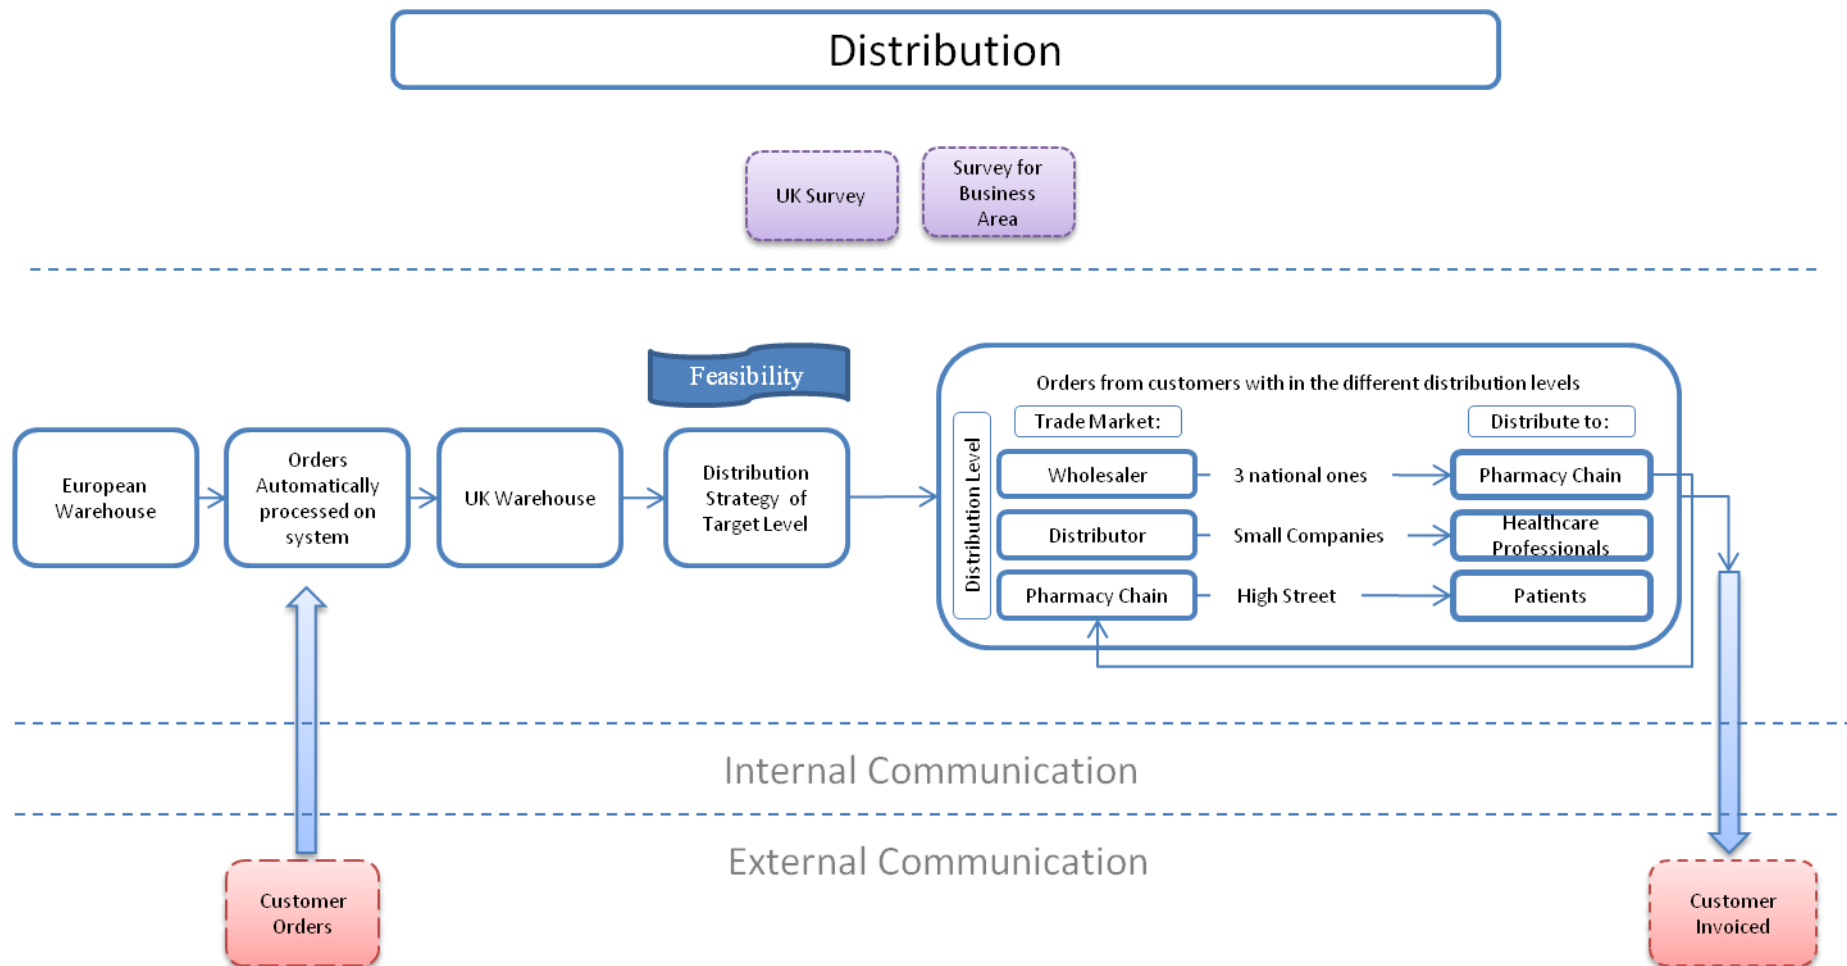 Distribution
UK Survey
Survey for
Business
Area
Feasibility
European
Warehouse
Orders
Automatically
processed on
system
UK Warehouse
Distribution
Strategy of
Target Level
Orders from customers with in the different distribution levels
Distribution Level
Trade Market:
Distribute to:
Wholesaler
3 national ones
Pharmacy Chain
Distributor
Small Companies
Healthcare
Professionals
Pharmacy Chain
High Street
Patients
Internal Communication
External Communication
Customer
Orders
Customer
Invoiced